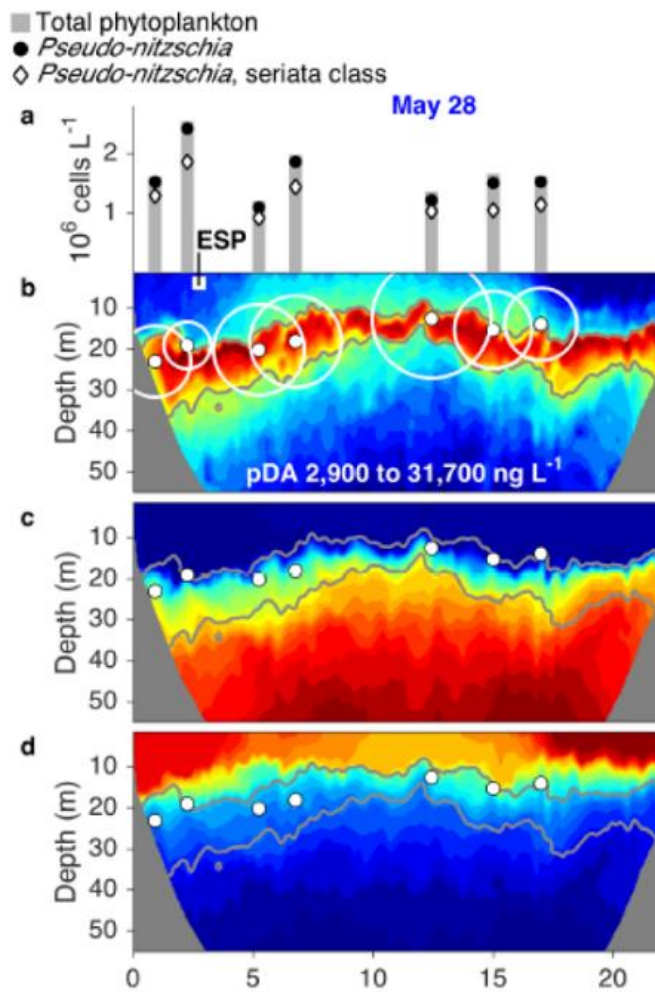 Total phytoplankton
Pseudo-nitzschia
Pseudo-nitzschia, seriata class
May 28
a
2
1
10⁶ cells L⁻¹
ESP
b
10
20
30
40
50
Depth (m)
pDA 2,900 to 31,700 ng L⁻¹
c
10
20
30
40
50
Depth (m)
d
10
20
30
40
50
Depth (m)
0 5 10 15 20